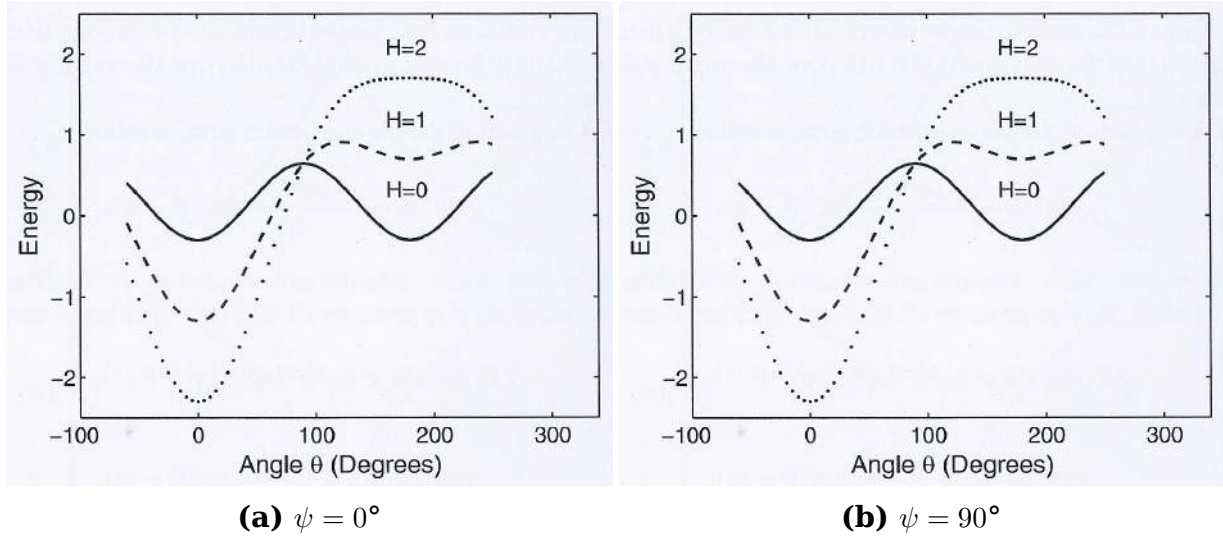 2
1
0
−1
−2
Energy
H=2
H=1
H=0
−100
0
100
200
300
Angle θ (Degrees)
(a) ψ = 0°
2
1
0
−1
−2
Energy
H=2
H=1
H=0
−100
0
100
200
300
Angle θ (Degrees)
(b) ψ = 90°